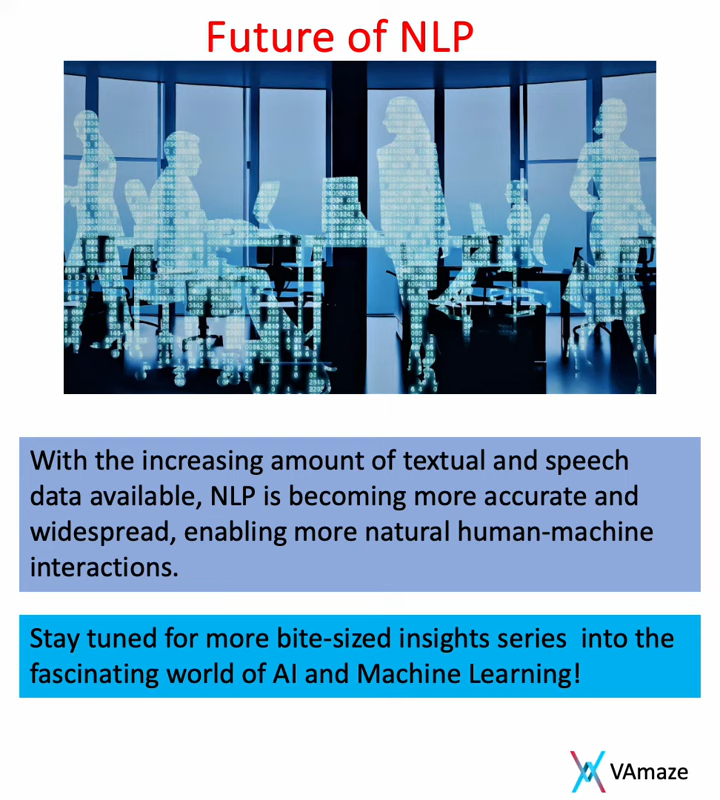 Future of NLP
With the increasing amount of textual and speech
data available, NLP is becoming more accurate and
widespread, enabling more natural human-machine
interactions.
Stay tuned for more bite-sized insights series  into the
fascinating world of AI and Machine Learning!
VAmaze